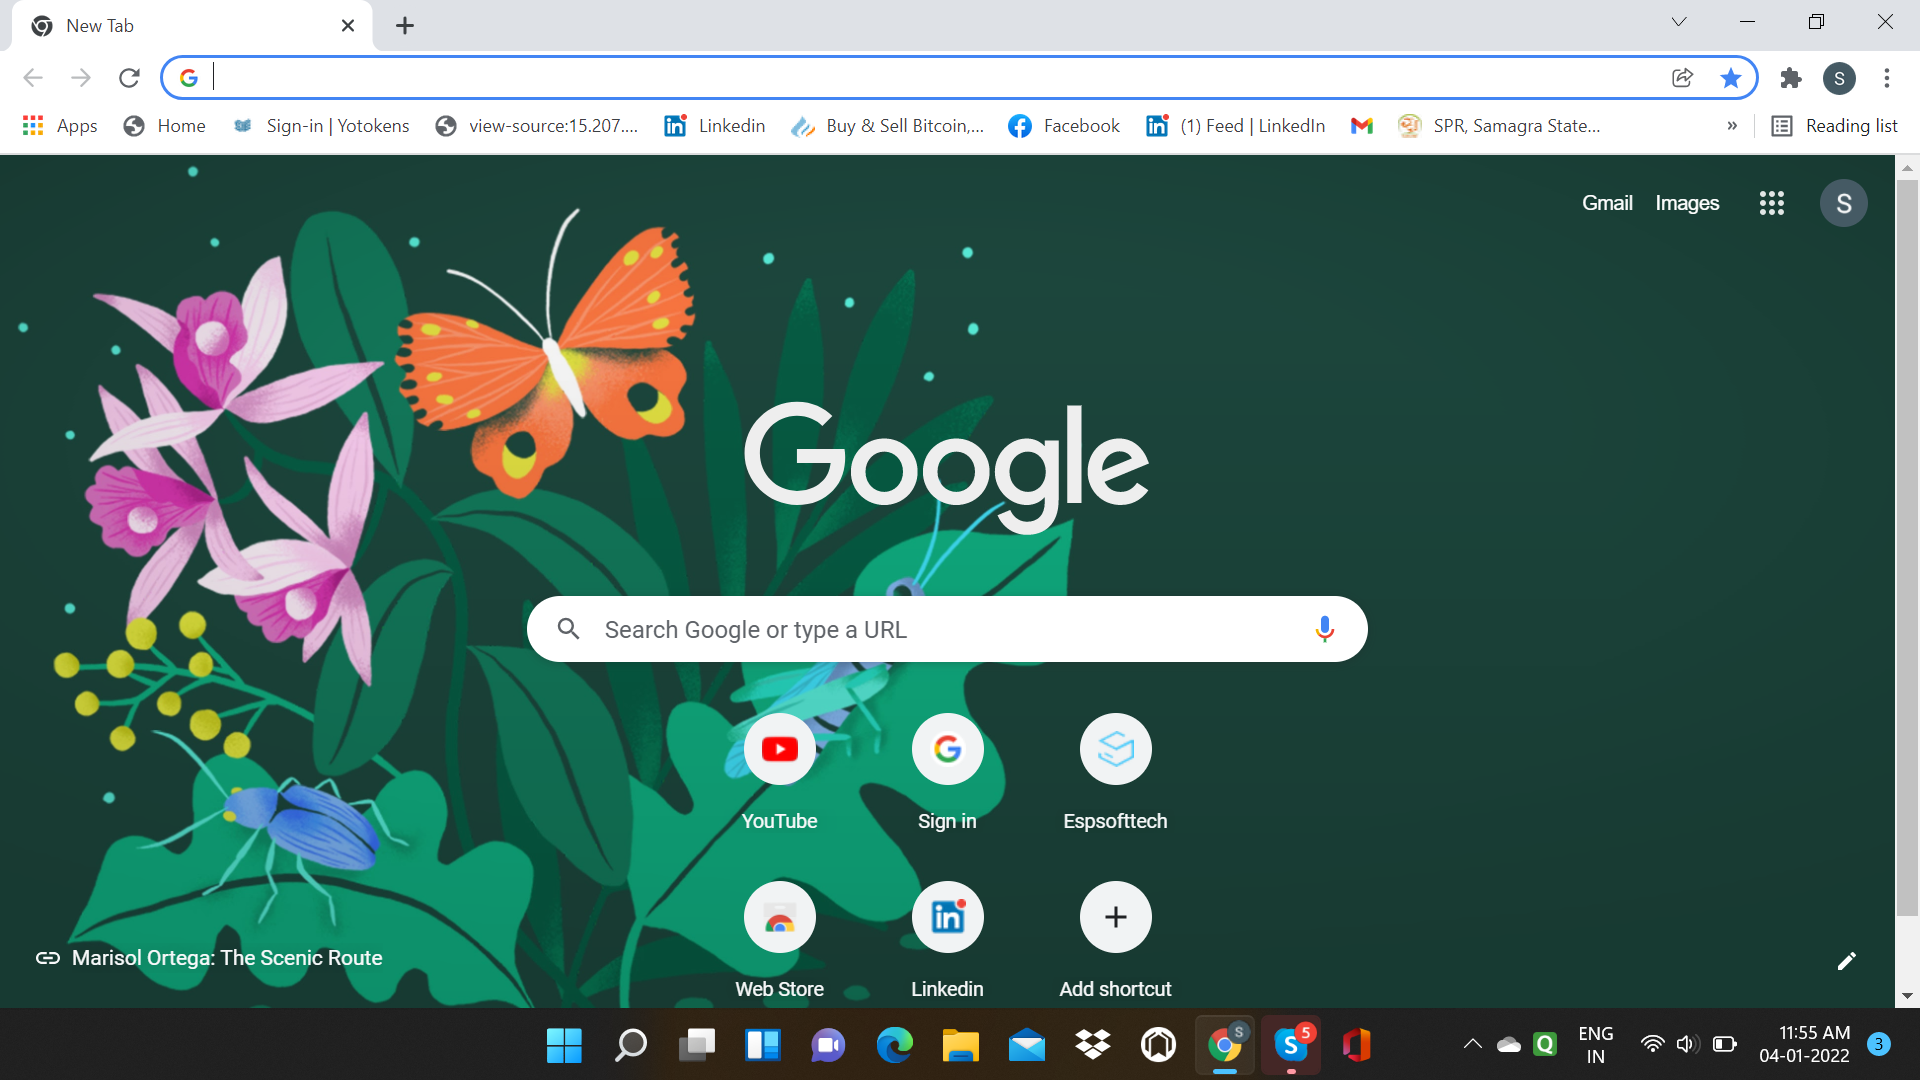 New Tab
Apps
Home
Sign-in | Yotokens
view-source:15.207....
Linkedin
Buy & Sell Bitcoin,...
Facebook
(1) Feed | LinkedIn
SPR, Samagra State...
»
Reading list
S
Gmail
Images
S
Google
Search Google or type a URL
YouTube
Sign in
Espsofttech
Web Store
Linkedin
Add shortcut
Marisol Ortega: The Scenic Route
S
S
5
Q
ENG
IN
11:55 AM
04-01-2022
3